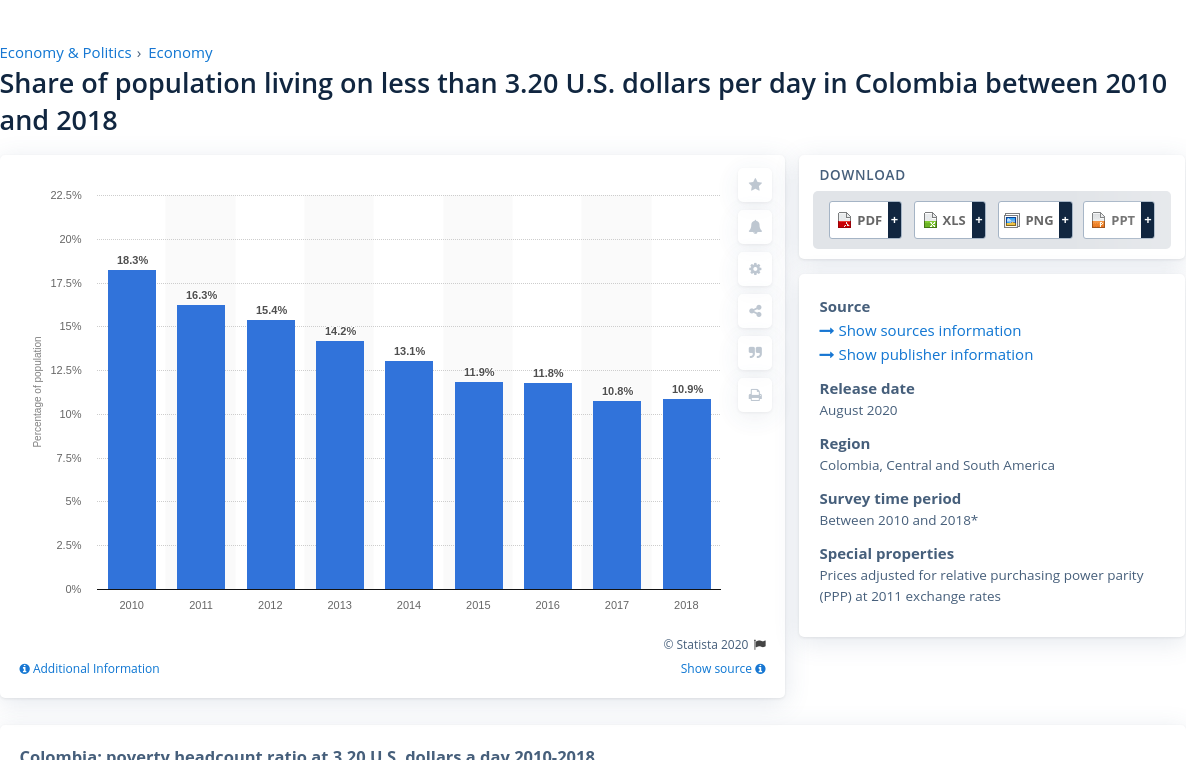 Economy & Politics › Economy
Share of population living on less than 3.20 U.S. dollars per day in Colombia between 2010
and 2018
22.5%
20%
17.5%
15%
12.5%
10%
7.5%
5%
2.5%
0%
Percentage of population
18.3%
16.3%
15.4%
14.2%
13.1%
11.9%
11.8%
10.8%
10.9%
2010
2011
2012
2013
2014
2015
2016
2017
2018
© Statista 2020
Additional Information
Show source
DOWNLOAD
PDF +
XLS +
PNG +
PPT +
Source
Show sources information
Show publisher information
Release date
August 2020
Region
Colombia, Central and South America
Survey time period
Between 2010 and 2018*
Special properties
Prices adjusted for relative purchasing power parity
(PPP) at 2011 exchange rates
Colombia: poverty headcount ratio at 3.20 U.S. dollars a day 2010-2018